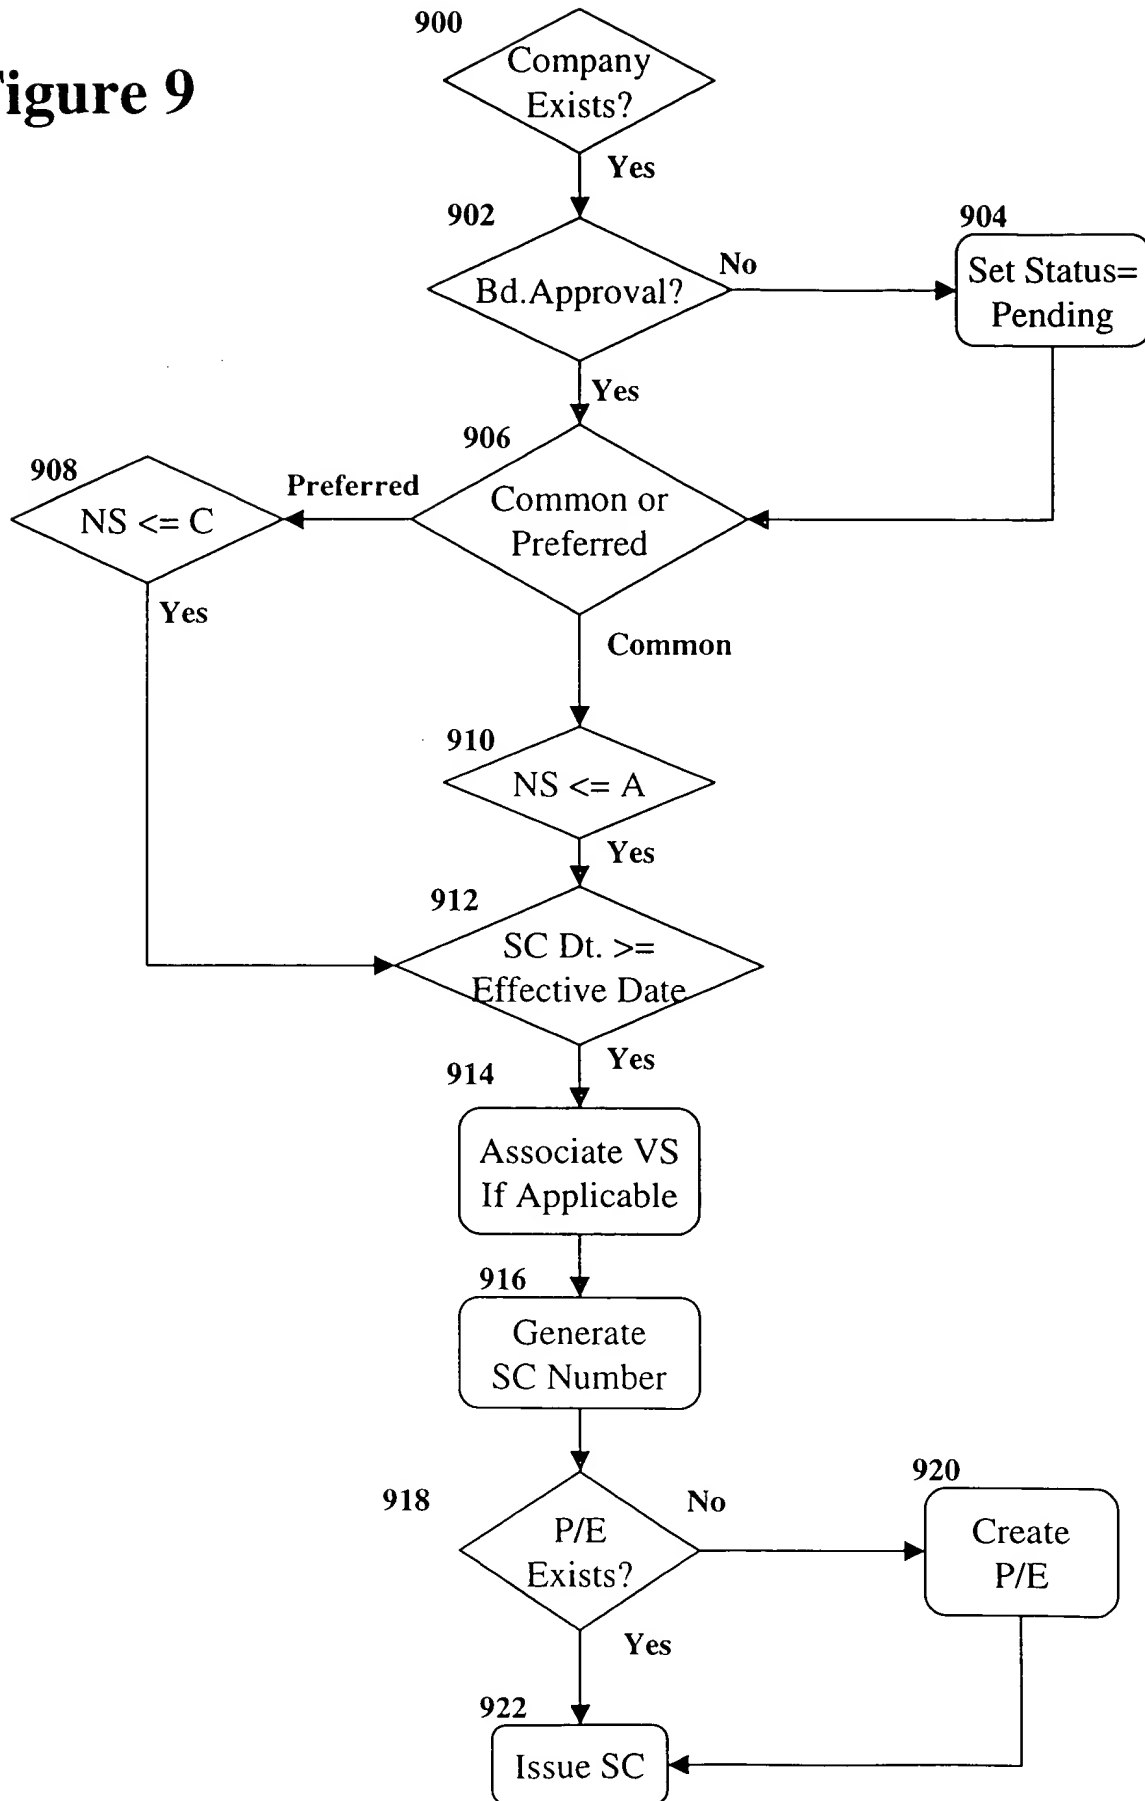 900
Company
Exists?
igure 9
Yes
902
904
Bd.Approval?
No
Set Status=
Pending
Yes
906
908
Preferred
Common or
Preferred
NS <= C
Yes
Common
910
NS <= A
Yes
912
SC Dt. >=
Effective Date
Yes
914
Associate VS
If Applicable
916
Generate
SC Number
918
920
No
P/E
Exists?
Create
P/E
Yes
922
Issue SC